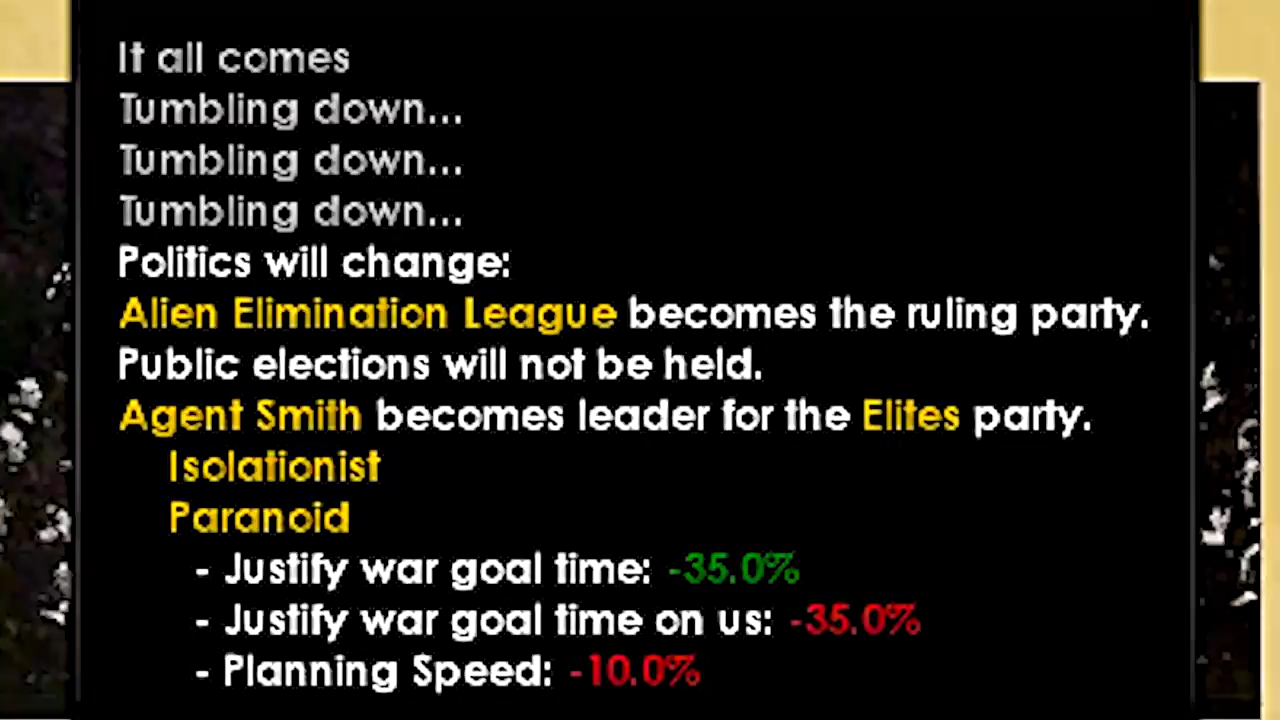 It all comes
Tumbling down...
Tumbling down...
Tumbling down...
Politics will change:
Alien Elimination League becomes the ruling party.
Public elections will not be held.
Agent Smith becomes leader for the Elites party.
Isolationist
Paranoid
- Justify war goal time: -35.0%
- Justify war goal time on us: -35.0%
- Planning Speed: -10.0%